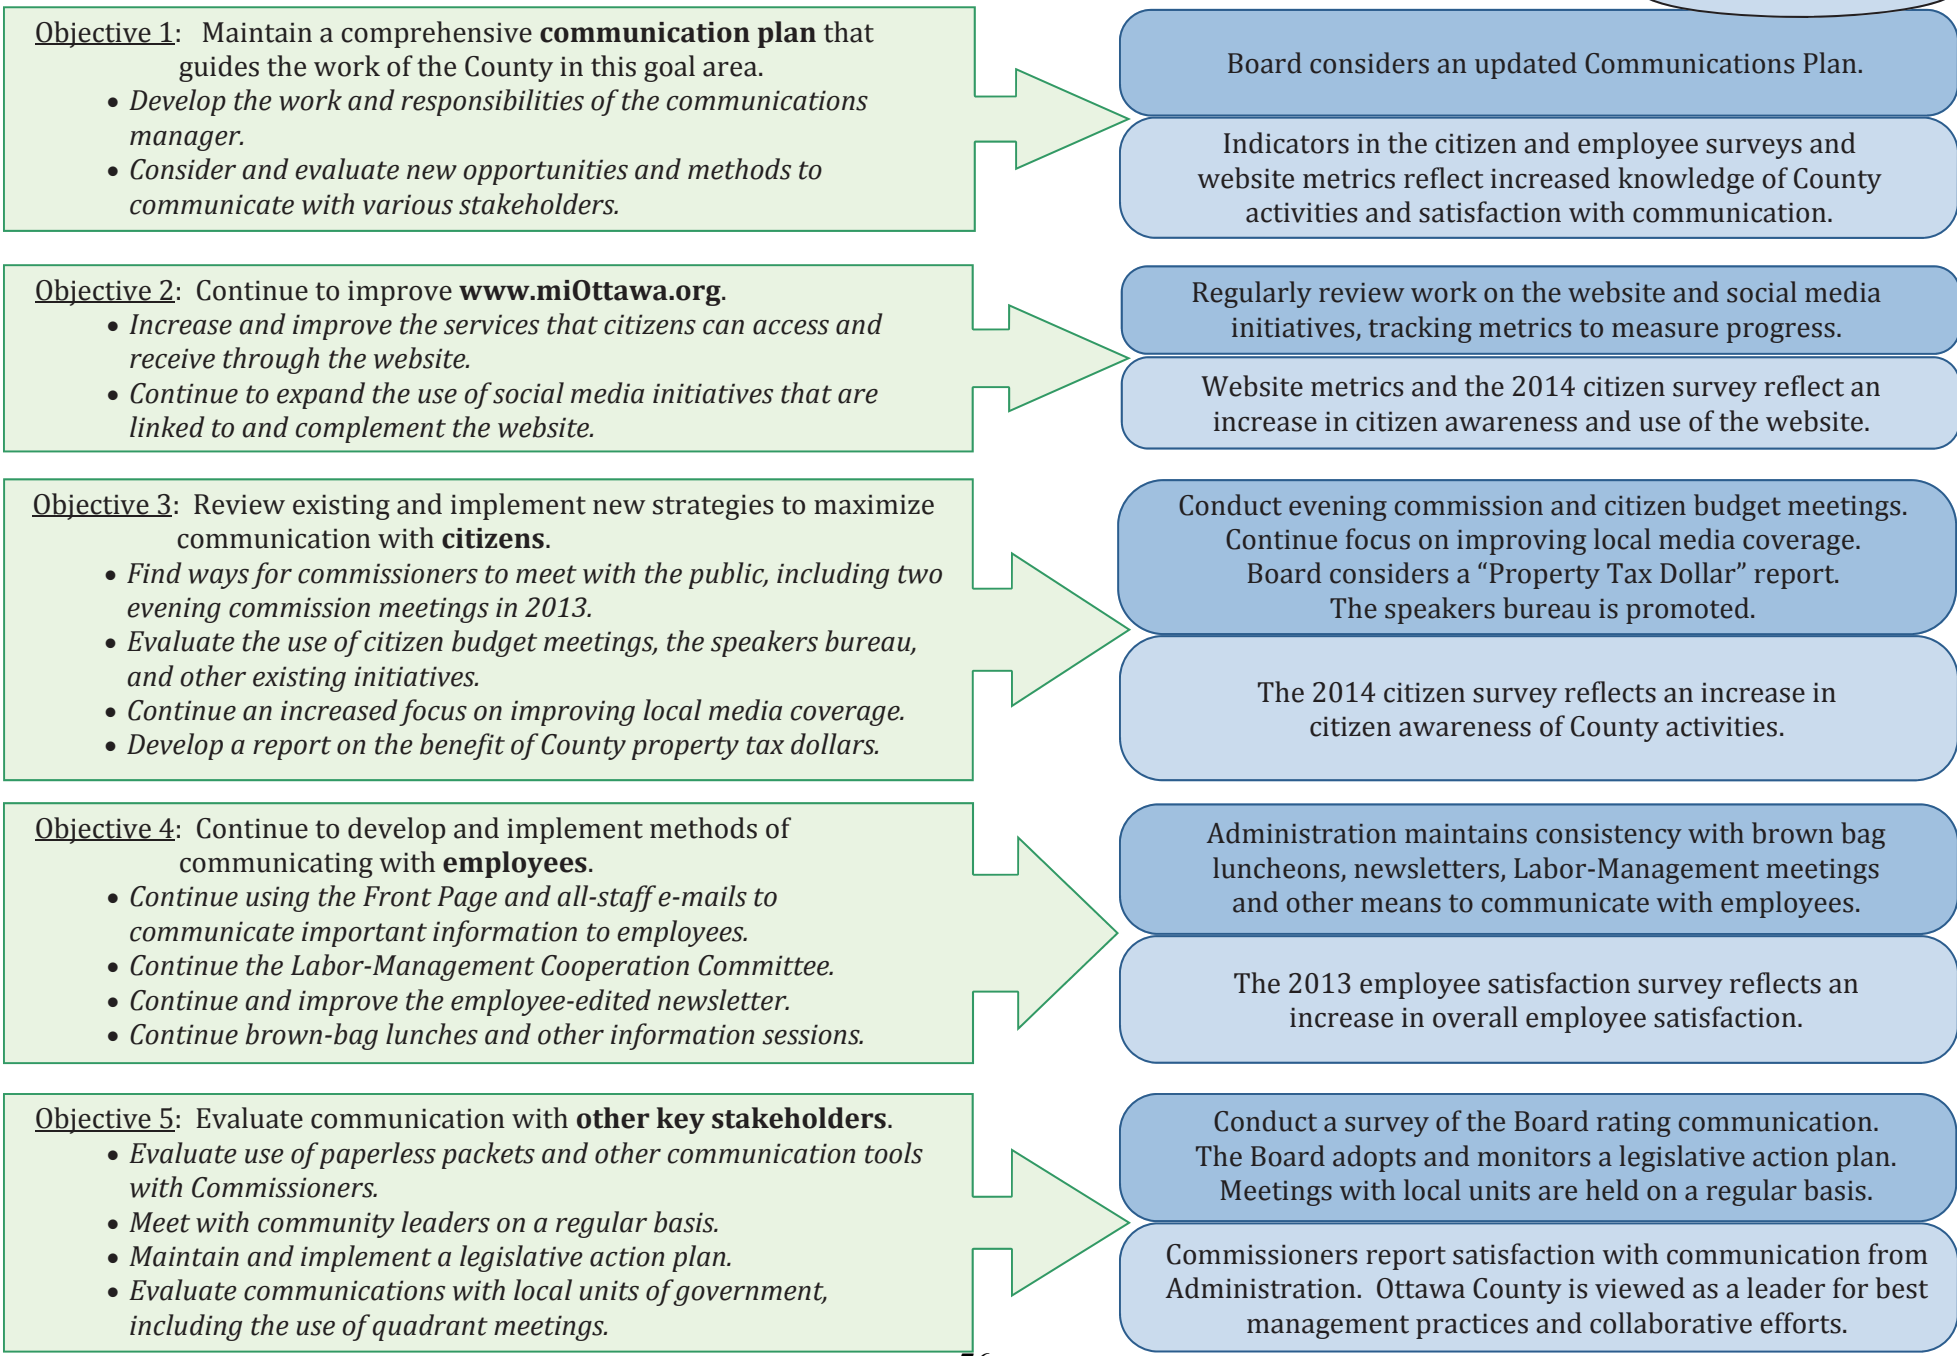 Objective 1: Maintain a comprehensive communication plan that
guides the work of the County in this goal area.
• Develop the work and responsibilities of the communications
manager.
• Consider and evaluate new opportunities and methods to
communicate with various stakeholders.
Board considers an updated Communications Plan.
Indicators in the citizen and employee surveys and
website metrics reflect increased knowledge of County
activities and satisfaction with communication.
Objective 2: Continue to improve www.miOttawa.org.
• Increase and improve the services that citizens can access and
receive through the website.
• Continue to expand the use of social media initiatives that are
linked to and complement the website.
Regularly review work on the website and social media
initiatives, tracking metrics to measure progress.
Website metrics and the 2014 citizen survey reflect an
increase in citizen awareness and use of the website.
Objective 3: Review existing and implement new strategies to maximize
communication with citizens.
• Find ways for commissioners to meet with the public, including two
evening commission meetings in 2013.
• Evaluate the use of citizen budget meetings, the speakers bureau,
and other existing initiatives.
• Continue an increased focus on improving local media coverage.
• Develop a report on the benefit of County property tax dollars.
Conduct evening commission and citizen budget meetings.
Continue focus on improving local media coverage.
Board considers a “Property Tax Dollar” report.
The speakers bureau is promoted.
The 2014 citizen survey reflects an increase in
citizen awareness of County activities.
Objective 4: Continue to develop and implement methods of
communicating with employees.
• Continue using the Front Page and all-staff e-mails to
communicate important information to employees.
• Continue the Labor-Management Cooperation Committee.
• Continue and improve the employee-edited newsletter.
• Continue brown-bag lunches and other information sessions.
Administration maintains consistency with brown bag
luncheons, newsletters, Labor-Management meetings
and other means to communicate with employees.
The 2013 employee satisfaction survey reflects an
increase in overall employee satisfaction.
Objective 5: Evaluate communication with other key stakeholders.
• Evaluate use of paperless packets and other communication tools
with Commissioners.
• Meet with community leaders on a regular basis.
• Maintain and implement a legislative action plan.
• Evaluate communications with local units of government,
including the use of quadrant meetings.
Conduct a survey of the Board rating communication.
The Board adopts and monitors a legislative action plan.
Meetings with local units are held on a regular basis.
Commissioners report satisfaction with communication from
Administration. Ottawa County is viewed as a leader for best
management practices and collaborative efforts.